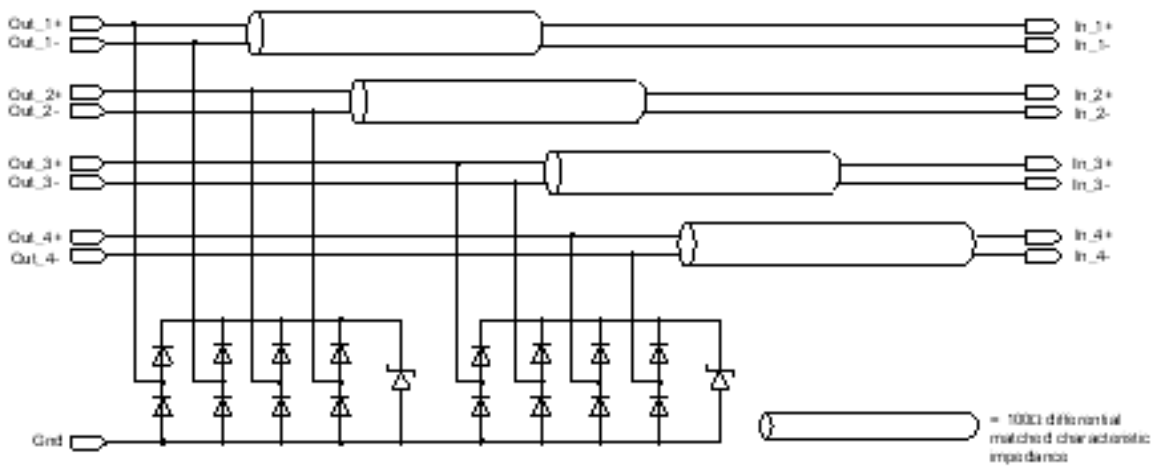 Out_1+
In_1+
Out_1-
In_1-
Out_2+
In_2+
Out_2-
In_2-
Out_3+
In_3+
Out_3-
In_3-
Out_4+
In_4+
Out_4-
In_4-
Gnd
= 100Ω differential
matched characteristic
impedance